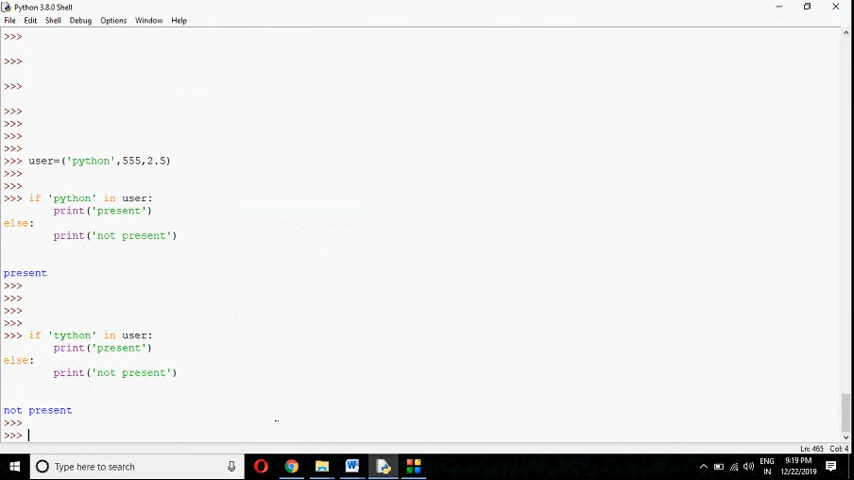 Python 3.8.0 Shell
File Edit Shell Debug Options Window Help
>>>
>>>
>>>
>>>
>>>
>>>
>>>
>>>
>>> user=('python',555,2.5)
>>>
>>>
>>> if 'python' in user:
print('present')
else:
print('not present')
present
>>>
>>>
>>>
>>>
>>> if 'tython' in user:
print('present')
else:
print('not present')
not present
>>>
>>>
Ln: 465 Col: 4
Type here to search
ENG
IN
9:19 PM
12/22/2019